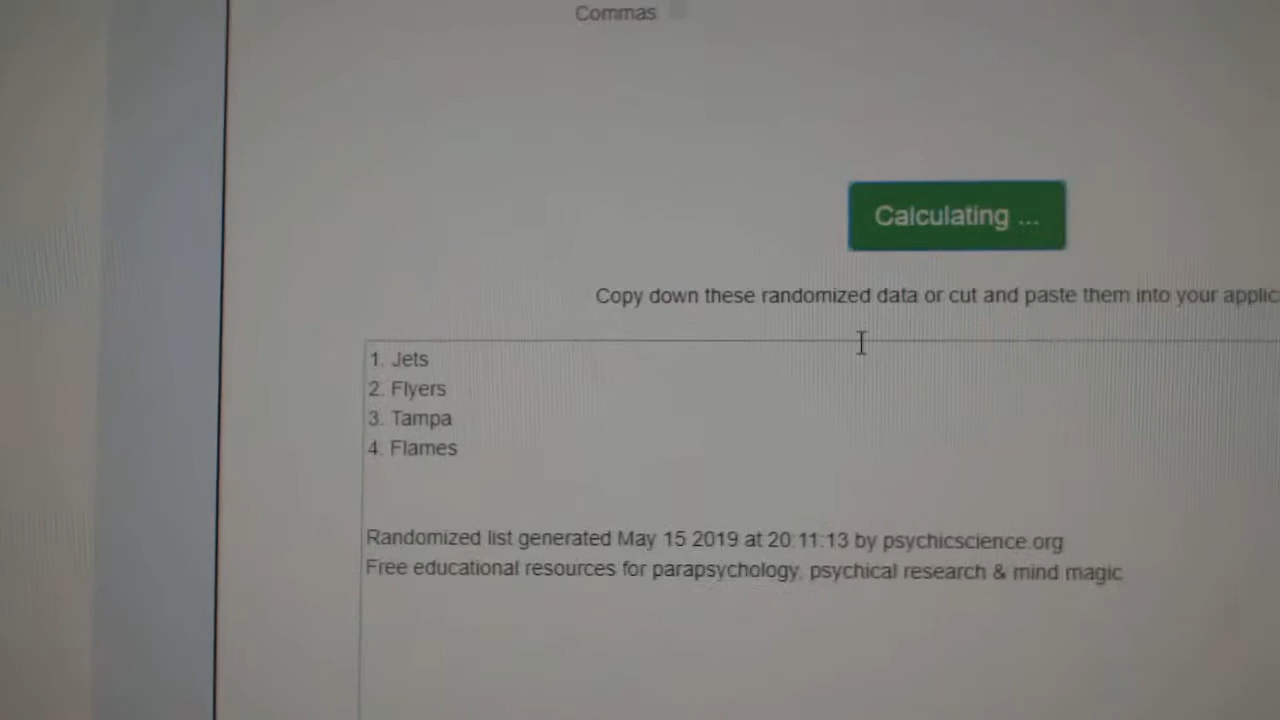 Commas
Calculating ...
Copy down these randomized data or cut and paste them into your applic
1. Jets
2. Flyers
3. Tampa
4. Flames
Randomized list generated May 15 2019 at 20:11:13 by psychicscience.org
Free educational resources for parapsychology, psychical research & mind magic